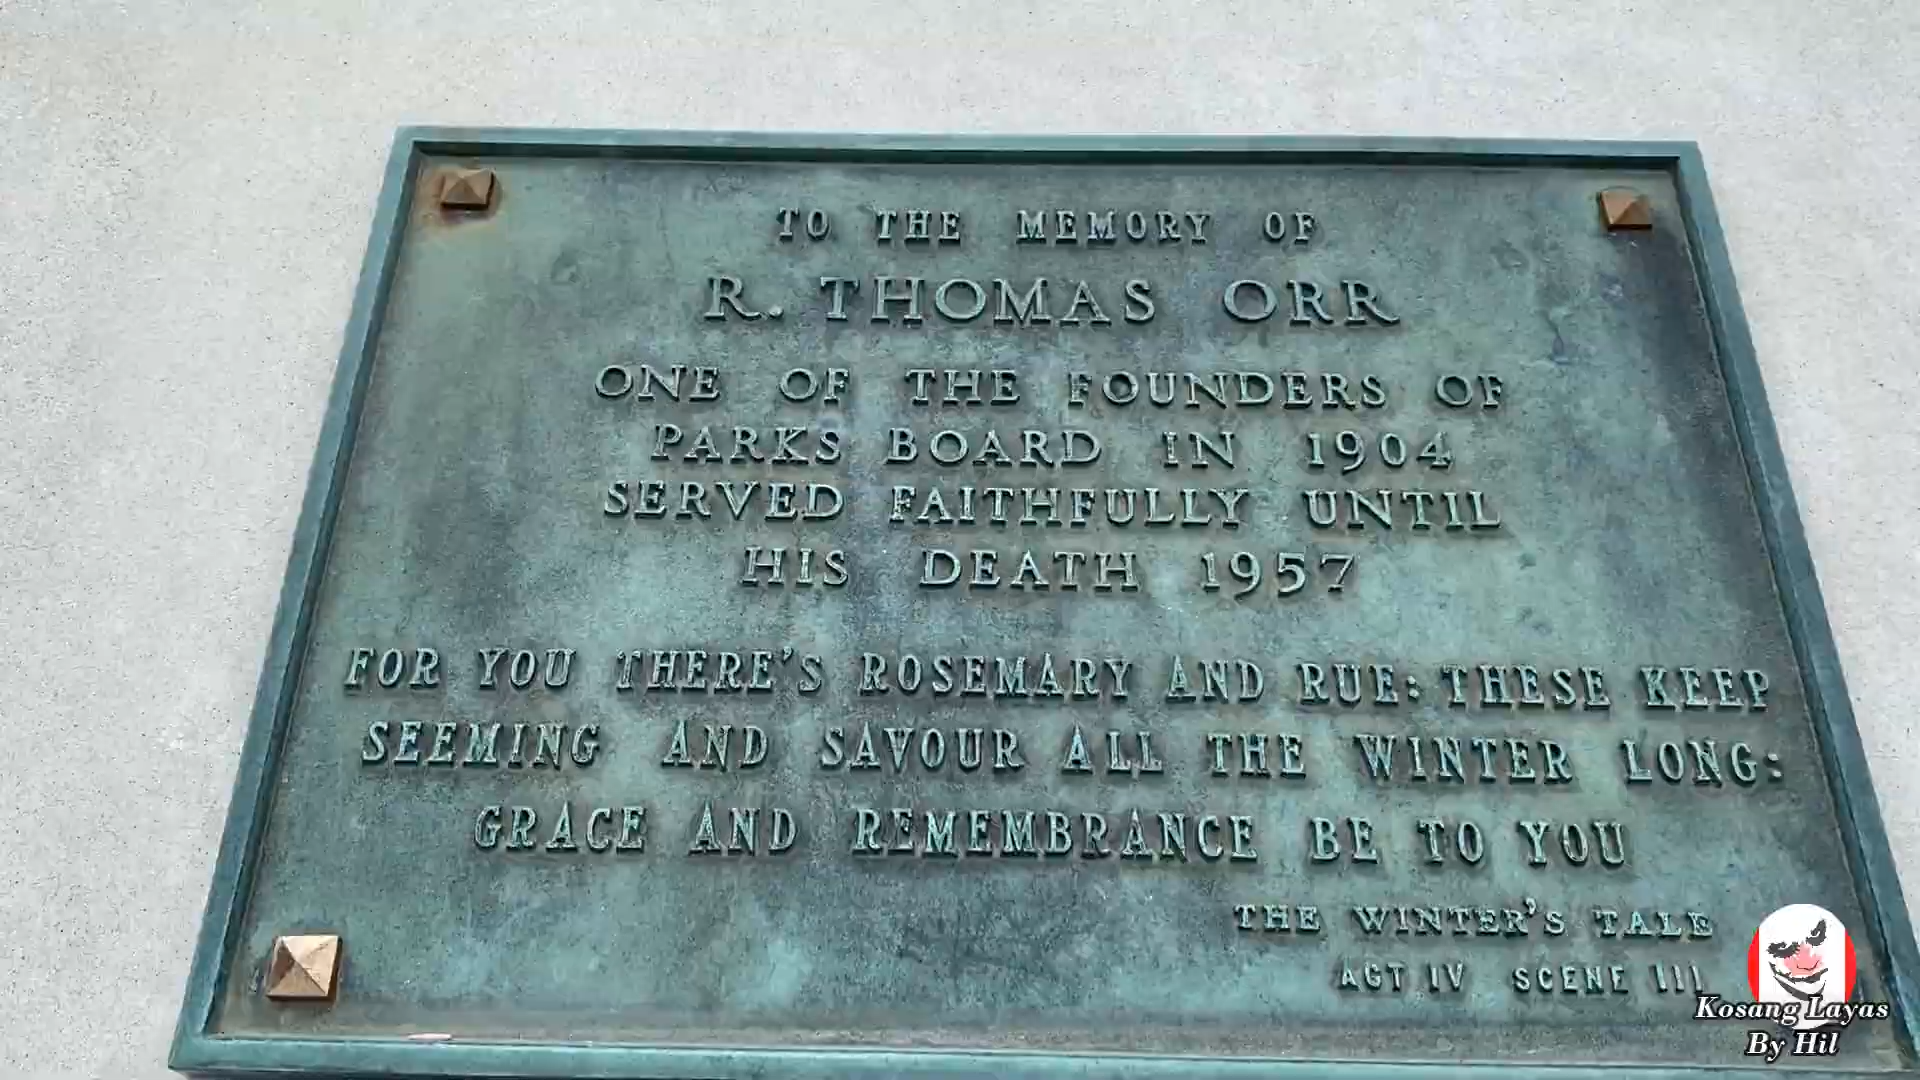 TO THE MEMORY OF
R. THOMAS ORR
ONE OF THE FOUNDERS OF
PARKS BOARD IN 1904
SERVED FAITHFULLY UNTIL
HIS DEATH 1957
FOR YOU THERE'S ROSEMARY AND RUE: THESE KEEP
SEEMING AND SAVOUR ALL THE WINTER LONG:
GRACE AND REMEMBRANCE BE TO YOU
THE WINTER'S TALE
ACT IV SCENE III
Kosang Layas
By Hil